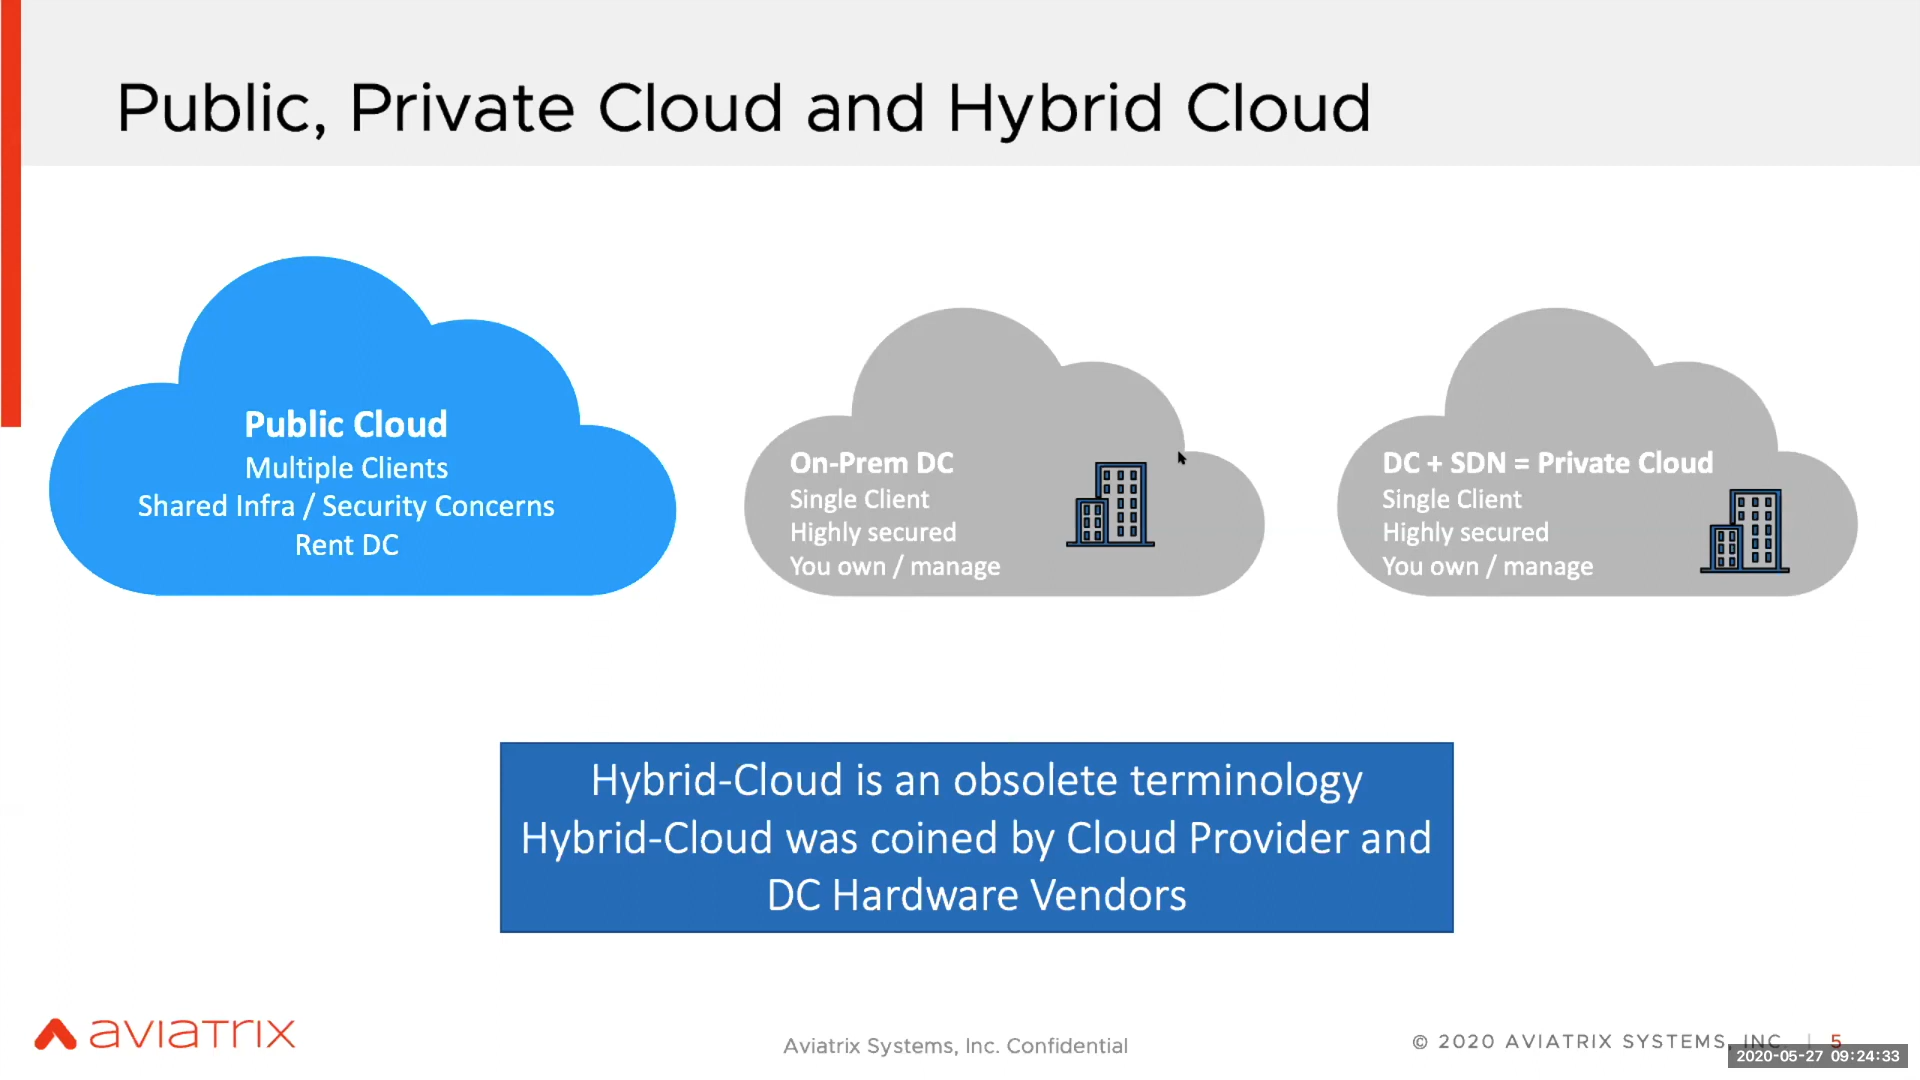 Public, Private Cloud and Hybrid Cloud
Public Cloud
Multiple Clients
Shared Infra / Security Concerns
Rent DC
On-Prem DC
Single Client
Highly secured
You own / manage
DC + SDN = Private Cloud
Single Client
Highly secured
You own / manage
Hybrid-Cloud is an obsolete terminology
Hybrid-Cloud was coined by Cloud Provider and
DC Hardware Vendors
aviatrix
Aviatrix Systems, Inc. Confidential
© 2020 AVIATRIX SYSTEMS, INC. | 5
2020-05-27 09:24:33